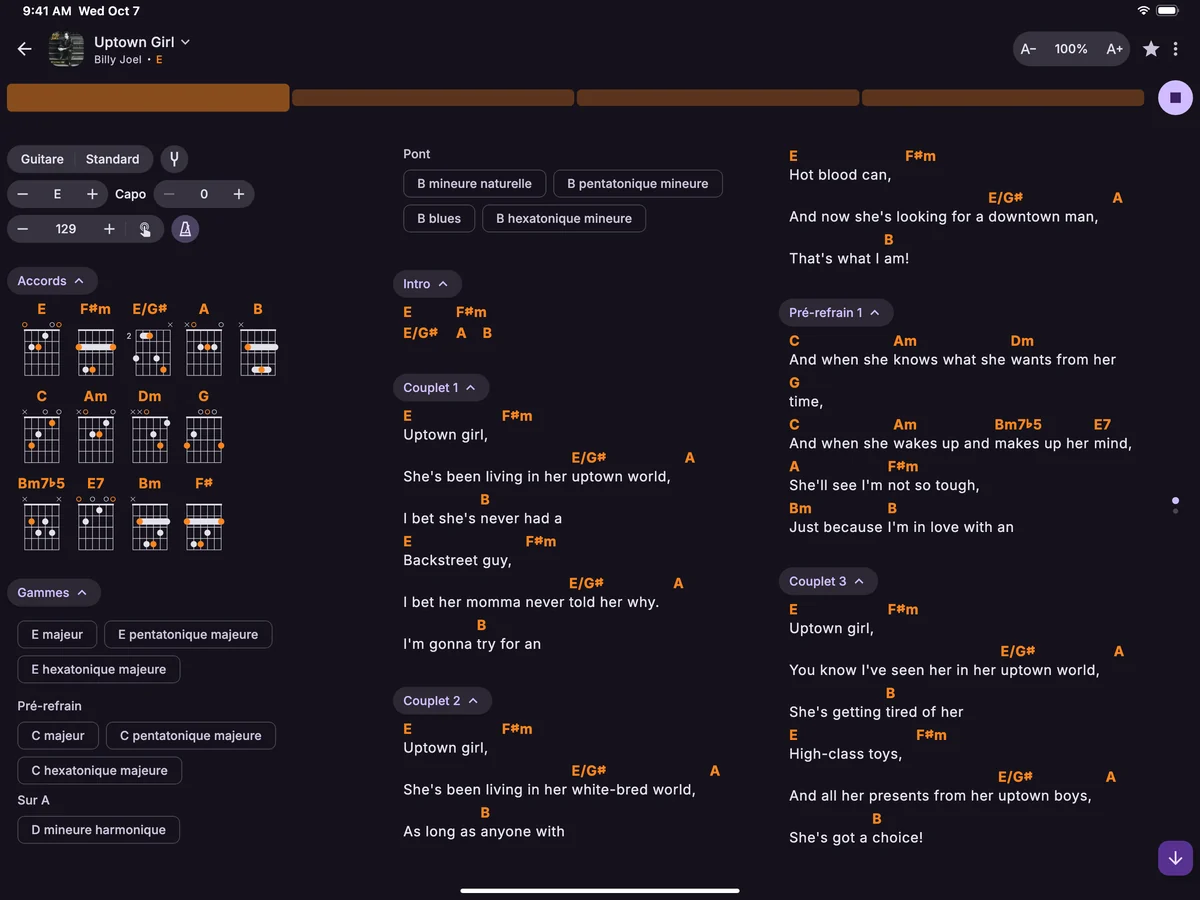 9:41 AM Wed Oct 7
Uptown Girl
Billy Joel • E
A- 100% A+
Guitare Standard
− E + Capo − 0 +
− 129 +
Accords
E F#m E/G# A B
2
C Am Dm G
Bm7♭5 E7 Bm F#
Gammes
E majeur E pentatonique majeure
E hexatonique majeure
Pré-refrain
C majeur C pentatonique majeure
C hexatonique majeure
Sur A
D mineure harmonique
Pont
B mineure naturelle B pentatonique mineure
B blues B hexatonique mineure
Intro
E F#m
E/G# A B
Couplet 1
E F#m
Uptown girl,
E/G# A
She's been living in her uptown world,
B
I bet she's never had a
E F#m
Backstreet guy,
E/G# A
I bet her momma never told her why.
B
I'm gonna try for an
Couplet 2
E F#m
Uptown girl,
E/G# A
She's been living in her white-bred world,
B
As long as anyone with
E F#m
Hot blood can,
E/G# A
And now she's looking for a downtown man,
B
That's what I am!
Pré-refrain 1
C Am Dm
And when she knows what she wants from her
G
time,
C Am Bm7♭5 E7
And when she wakes up and makes up her mind,
A F#m
She'll see I'm not so tough,
Bm B
Just because I'm in love with an
Couplet 3
E F#m
Uptown girl,
E/G# A
You know I've seen her in her uptown world,
B
She's getting tired of her
E F#m
High-class toys,
E/G# A
And all her presents from her uptown boys,
B
She's got a choice!